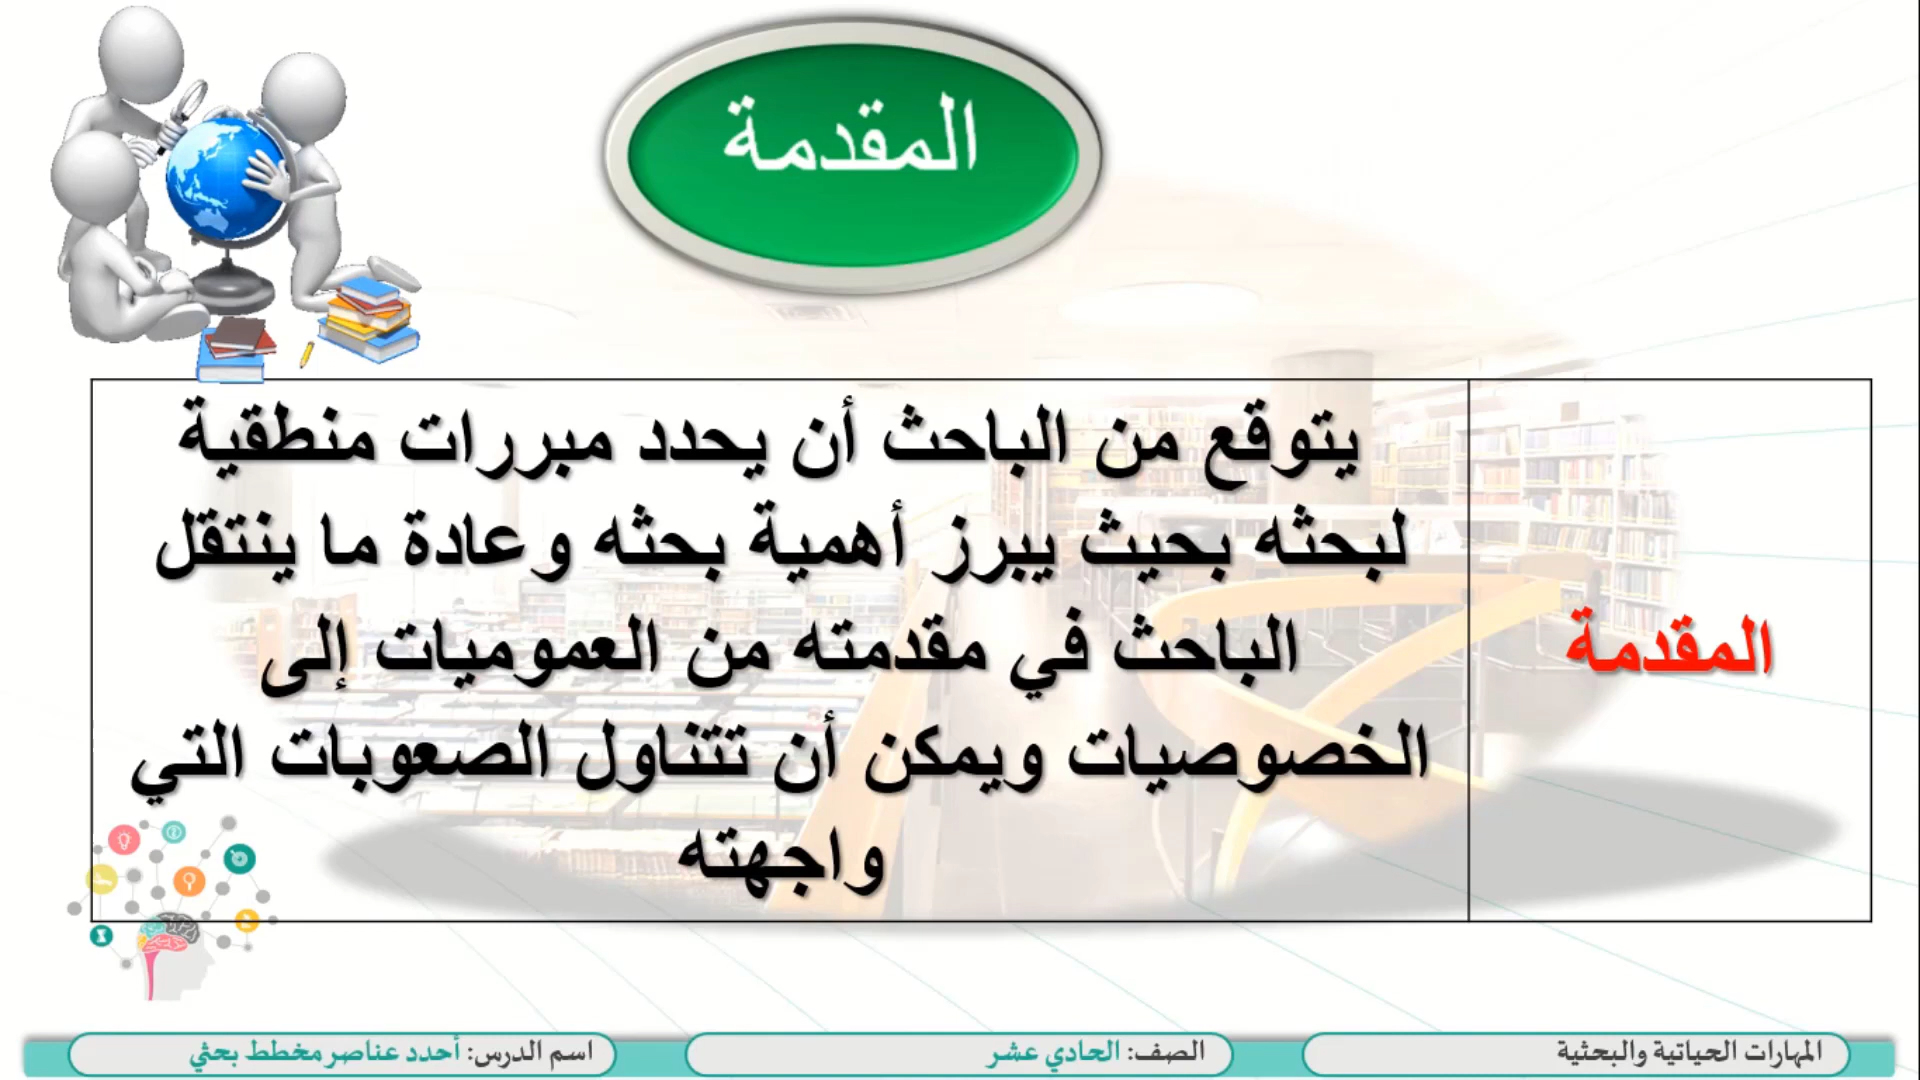 المقدمة
المقدمة
يتوقع من الباحث أن يحدد مبررات منطقية
لبحثه بحيث يبرز أهمية بحثه وعادة ما ينتقل
الباحث في مقدمته من العموميات إلى
الخصوصيات ويمكن أن تتناول الصعوبات التي
واجهته
المهارات الحياتية والبحثية
الصف: الحادي عشر
اسم الدرس: أحدد عناصر مخطط بحثي